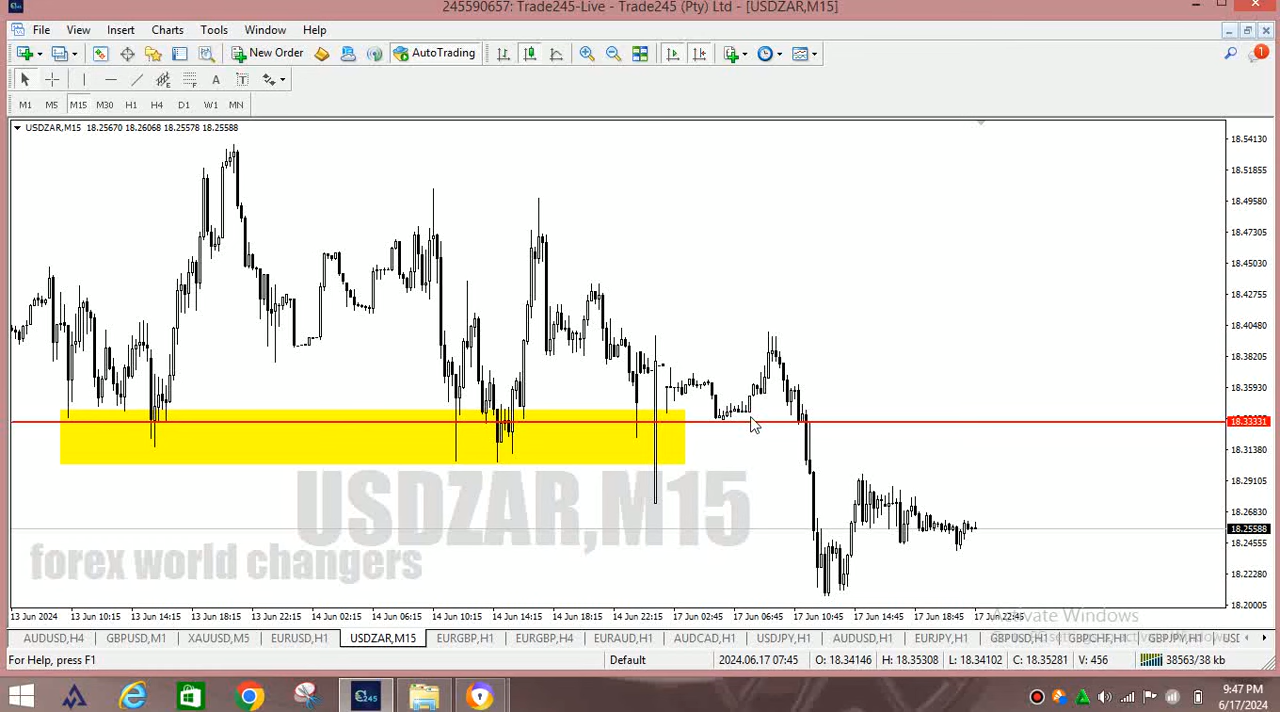 245590657: Trade245-Live - Trade245 (Pty) Ltd - [USDZAR,M15]
File View Insert Charts Tools Window Help
New Order AutoTrading
1
A T
M1 M5 M15 M30 H1 H4 D1 W1 MN
USDZAR,M15 18.25670 18.26068 18.25578 18.25588
18.54130
18.51855
18.49580
18.47305
18.45030
18.42755
18.40480
18.38205
18.35930
18.33331
18.31380
18.29105
18.26830
18.25588
18.24555
18.22280
18.20005
USDZAR,M15
forex world changers
13 Jun 2024 13 Jun 10:15 13 Jun 14:15 13 Jun 18:15 13 Jun 22:15 14 Jun 02:15 14 Jun 06:15 14 Jun 10:15 14 Jun 14:15 14 Jun 18:15 14 Jun 22:15 17 Jun 02:45 17 Jun 06:45 17 Jun 10:45 17 Jun 14:45 17 Jun 18:45 17 Jun 22:45
Activate Windows
AUDUSD,H4 GBPUSD,M1 XAUUSD,M5 EURUSD,H1 USDZAR,M15 EURGBP,H1 EURGBP,H4 EURAUD,H1 AUDCAD,H1 USDJPY,H1 AUDUSD,H1 EURJPY,H1 GBPCHF,H1 GBPJPY,H1
For Help, press F1 Default 2024.06.17 07:45 O: 18.34146 H: 18.35308 L: 18.34102 C: 18.35281 V: 456 38563/38 kb
9:47 PM
6/17/2024